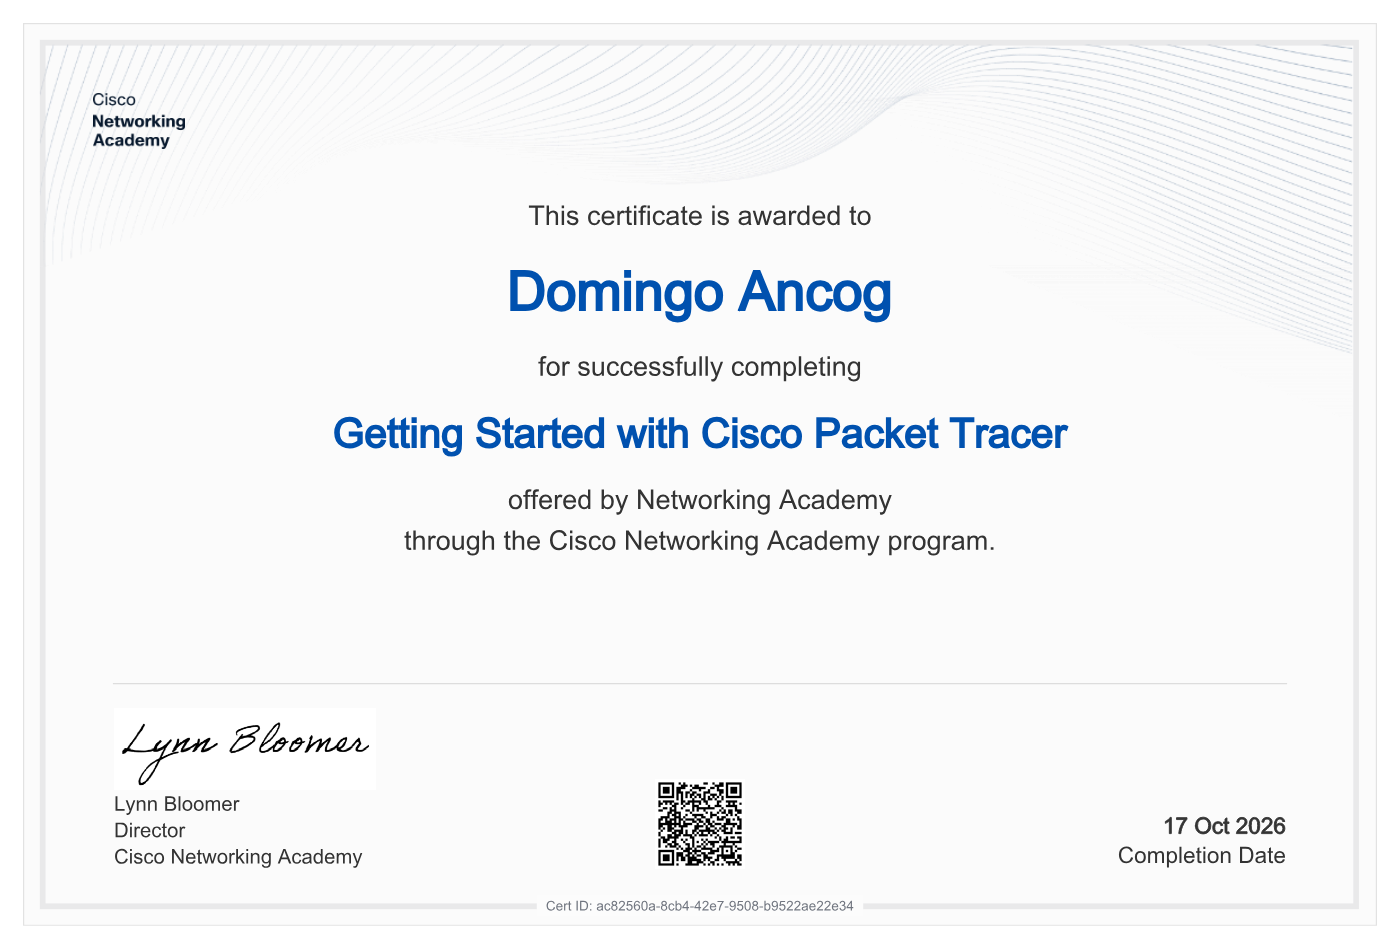 Cisco
Networking
Academy
This certificate is awarded to
Domingo Ancog
for successfully completing
Getting Started with Cisco Packet Tracer
offered by Networking Academy
through the Cisco Networking Academy program.
Lynn Bloomer
Lynn Bloomer
Director
Cisco Networking Academy
17 Oct 2026
Completion Date
Cert ID: ac82560a-8cb4-42e7-9508-b9522ae22e34